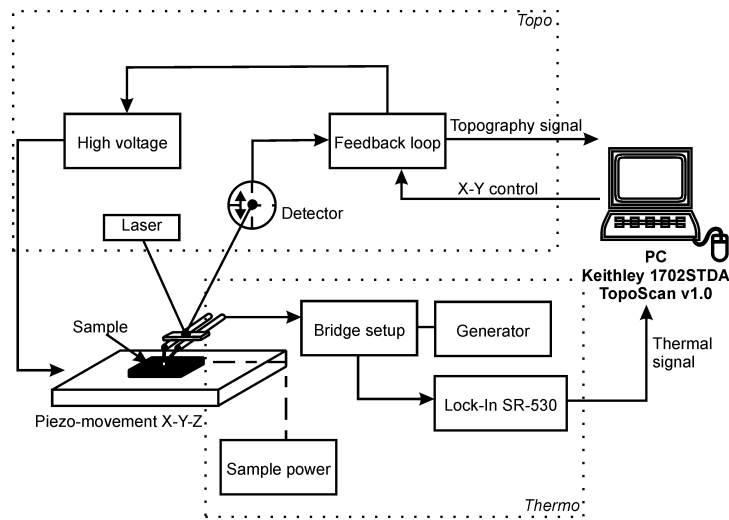 Topo
High voltage
Feedback loop
Topography signal
X-Y control
Detector
Laser
PC
Keithley 1702STDA
TopoScan v1.0
Sample
Bridge setup
Generator
Thermal
signal
Lock-In SR-530
Piezo-movement X-Y-Z
Sample power
Thermo